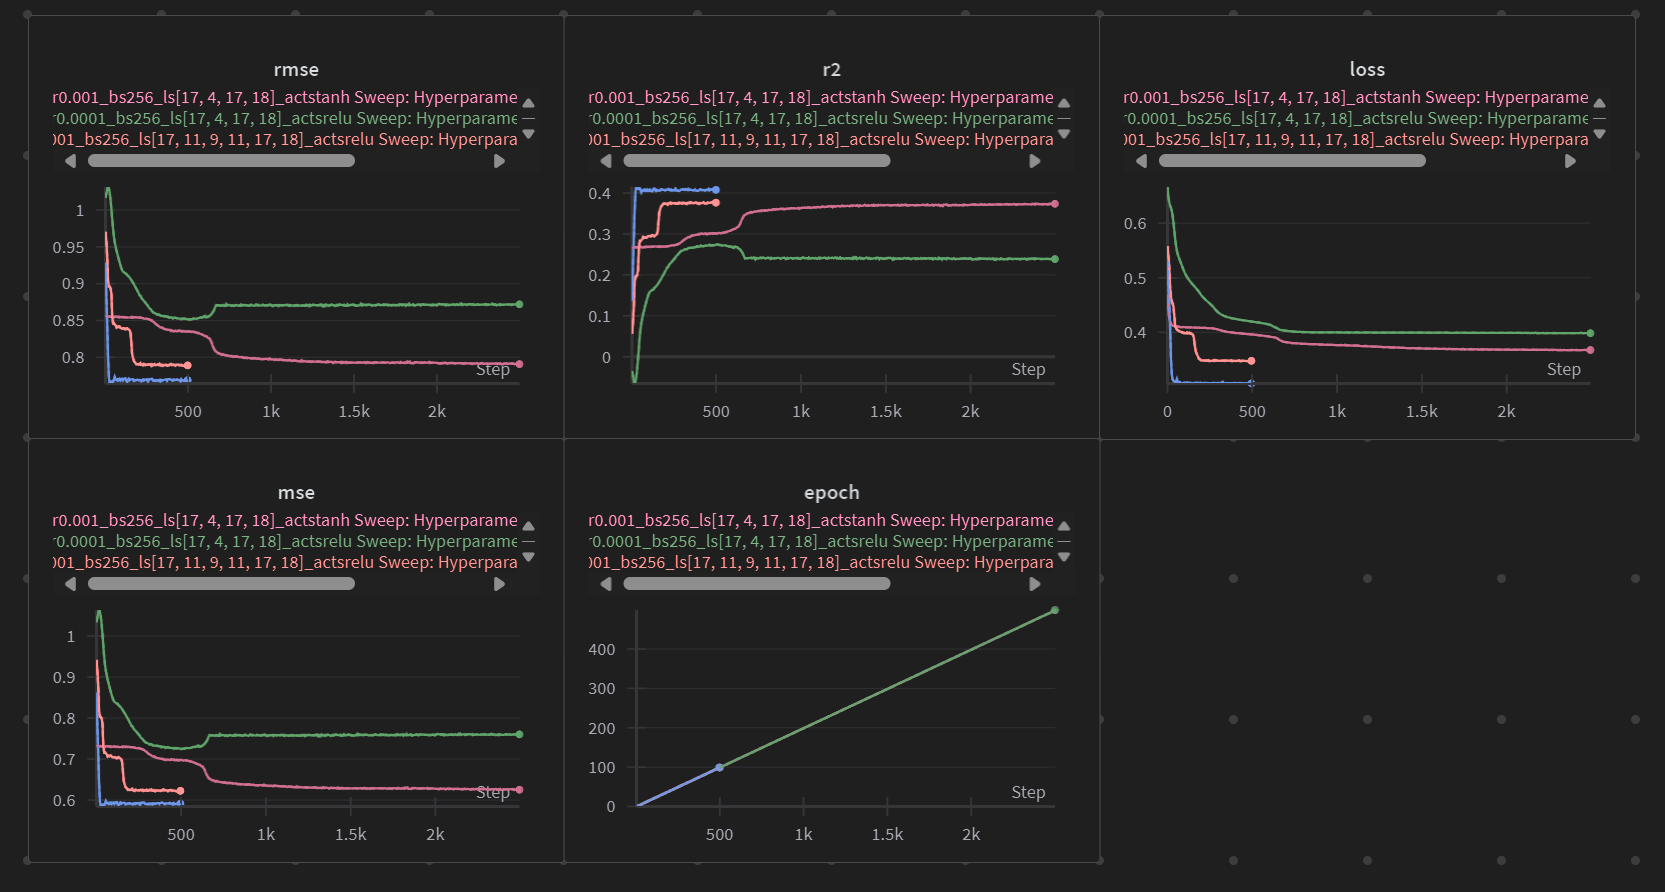 rmse
r0.001_bs256_ls[17, 4, 17, 18]_actstanh Sweep: Hyperparame
r0.0001_bs256_ls[17, 4, 17, 18]_actsrelu Sweep: Hyperparame
001_bs256_ls[17, 11, 9, 11, 17, 18]_actsrelu Sweep: Hyperpara
1
0.95
0.9
0.85
0.8
Step
500
1k
1.5k
2k
r2
r0.001_bs256_ls[17, 4, 17, 18]_actstanh Sweep: Hyperparame
r0.0001_bs256_ls[17, 4, 17, 18]_actsrelu Sweep: Hyperparame
001_bs256_ls[17, 11, 9, 11, 17, 18]_actsrelu Sweep: Hyperpara
0.4
0.3
0.2
0.1
0
Step
500
1k
1.5k
2k
loss
r0.001_bs256_ls[17, 4, 17, 18]_actstanh Sweep: Hyperparame
r0.0001_bs256_ls[17, 4, 17, 18]_actsrelu Sweep: Hyperparame
001_bs256_ls[17, 11, 9, 11, 17, 18]_actsrelu Sweep: Hyperpara
0.6
0.5
0.4
Step
0
500
1k
1.5k
2k
mse
r0.001_bs256_ls[17, 4, 17, 18]_actstanh Sweep: Hyperparame
r0.0001_bs256_ls[17, 4, 17, 18]_actsrelu Sweep: Hyperparame
001_bs256_ls[17, 11, 9, 11, 17, 18]_actsrelu Sweep: Hyperpara
1
0.9
0.8
0.7
0.6
Step
500
1k
1.5k
2k
epoch
r0.001_bs256_ls[17, 4, 17, 18]_actstanh Sweep: Hyperparame
r0.0001_bs256_ls[17, 4, 17, 18]_actsrelu Sweep: Hyperparame
001_bs256_ls[17, 11, 9, 11, 17, 18]_actsrelu Sweep: Hyperpara
400
300
200
100
0
Step
500
1k
1.5k
2k